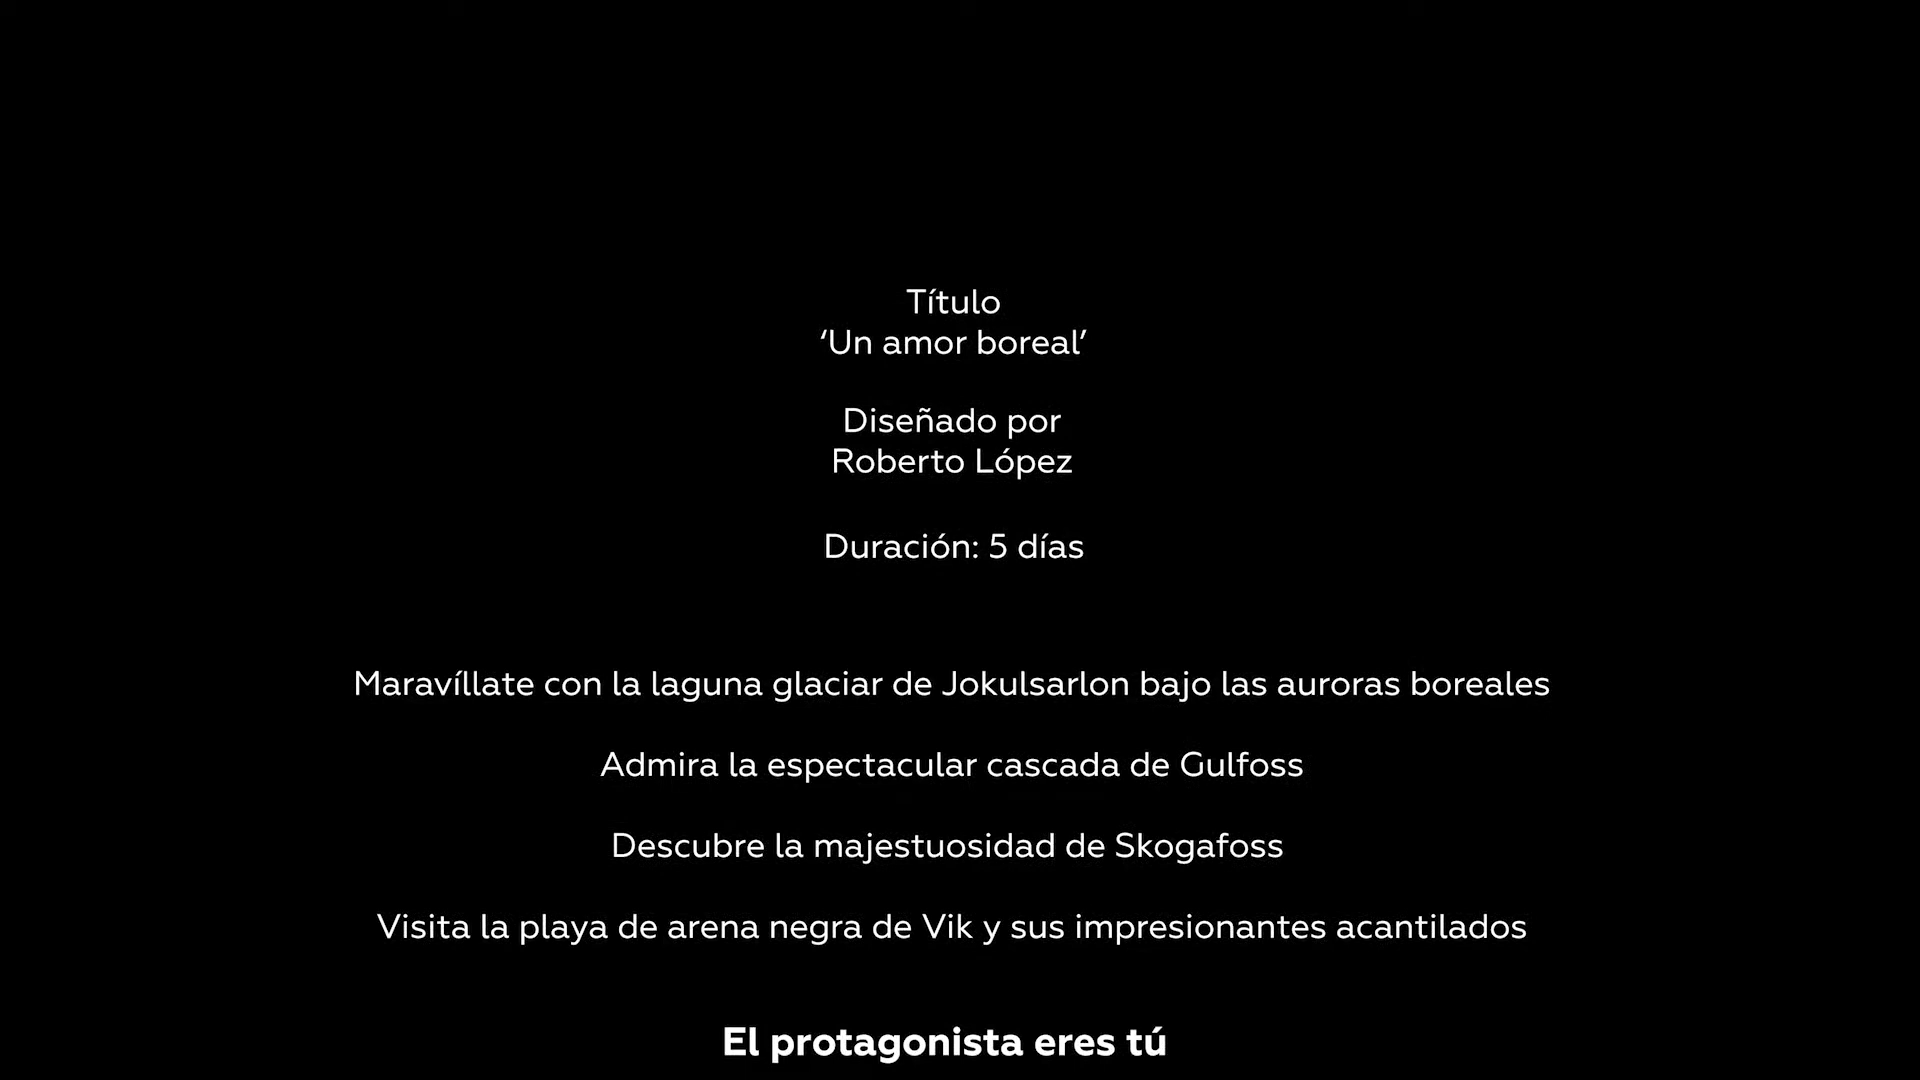 Título
‘Un amor boreal’
Diseñado por
Roberto López
Duración: 5 días
Maravíllate con la laguna glaciar de Jokulsarlon bajo las auroras boreales
Admira la espectacular cascada de Gulfoss
Descubre la majestuosidad de Skogafoss
Visita la playa de arena negra de Vik y sus impresionantes acantilados
El protagonista eres tú